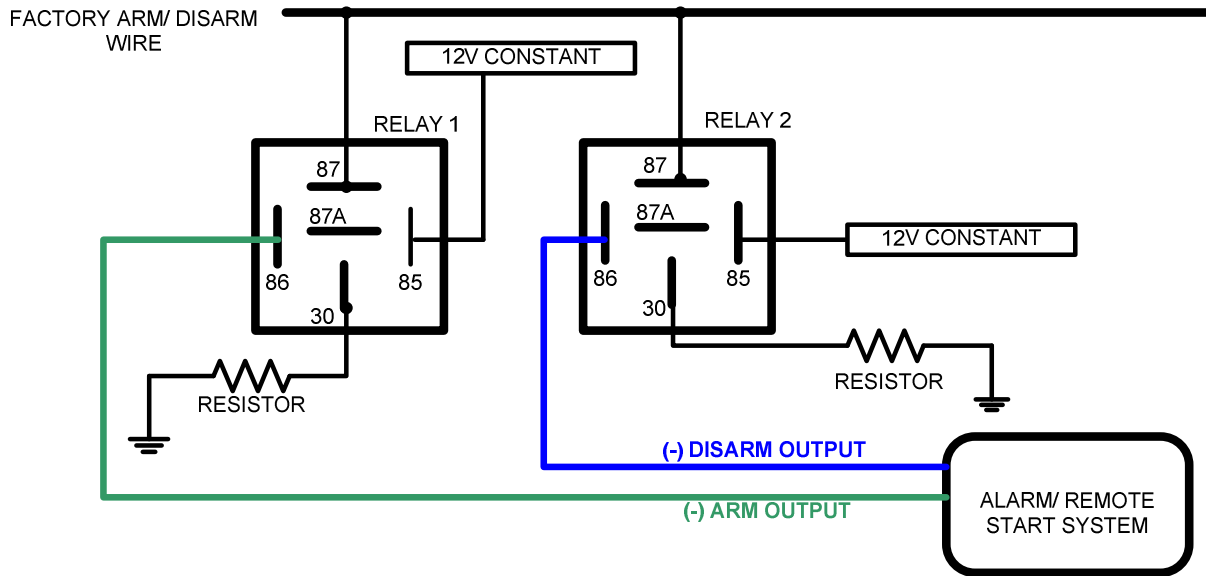 FACTORY ARM/ DISARM
WIRE
12V CONSTANT
RELAY 1
87
87A
86
85
30
RESISTOR
RELAY 2
87
87A
86
85
30
12V CONSTANT
RESISTOR
(-) DISARM OUTPUT
(-) ARM OUTPUT
ALARM/ REMOTE
START SYSTEM